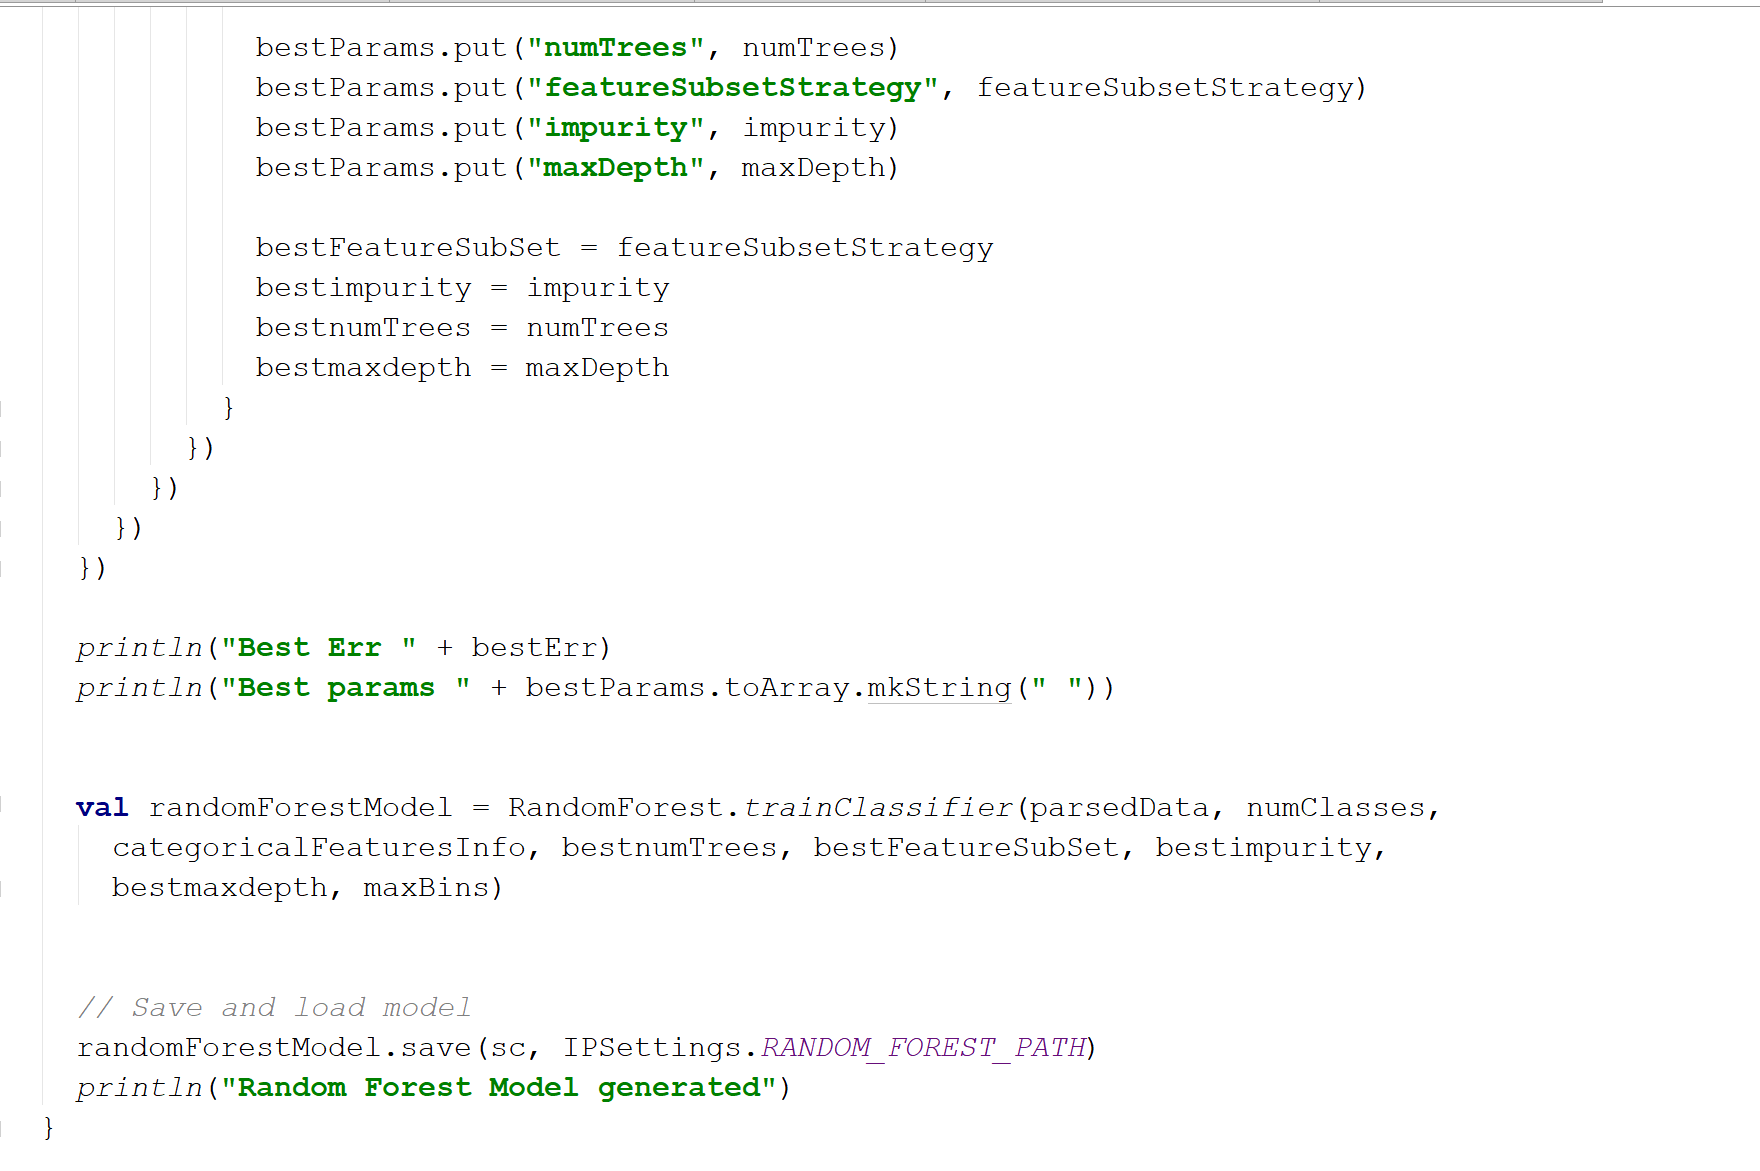 bestParams.put("numTrees", numTrees)
bestParams.put("featureSubsetStrategy", featureSubsetStrategy)
bestParams.put("impurity", impurity)
bestParams.put("maxDepth", maxDepth)
bestFeatureSubSet = featureSubsetStrategy
bestimpurity = impurity
bestnumTrees = numTrees
bestmaxdepth = maxDepth
}
})
})
})
})
println("Best Err " + bestErr)
println("Best params " + bestParams.toArray.mkString(" "))
val randomForestModel = RandomForest.trainClassifier(parsedData, numClasses,
categoricalFeaturesInfo, bestnumTrees, bestFeatureSubSet, bestimpurity,
bestmaxdepth, maxBins)
// Save and load model
randomForestModel.save(sc, IPSettings.RANDOM_FOREST_PATH)
println("Random Forest Model generated")
}